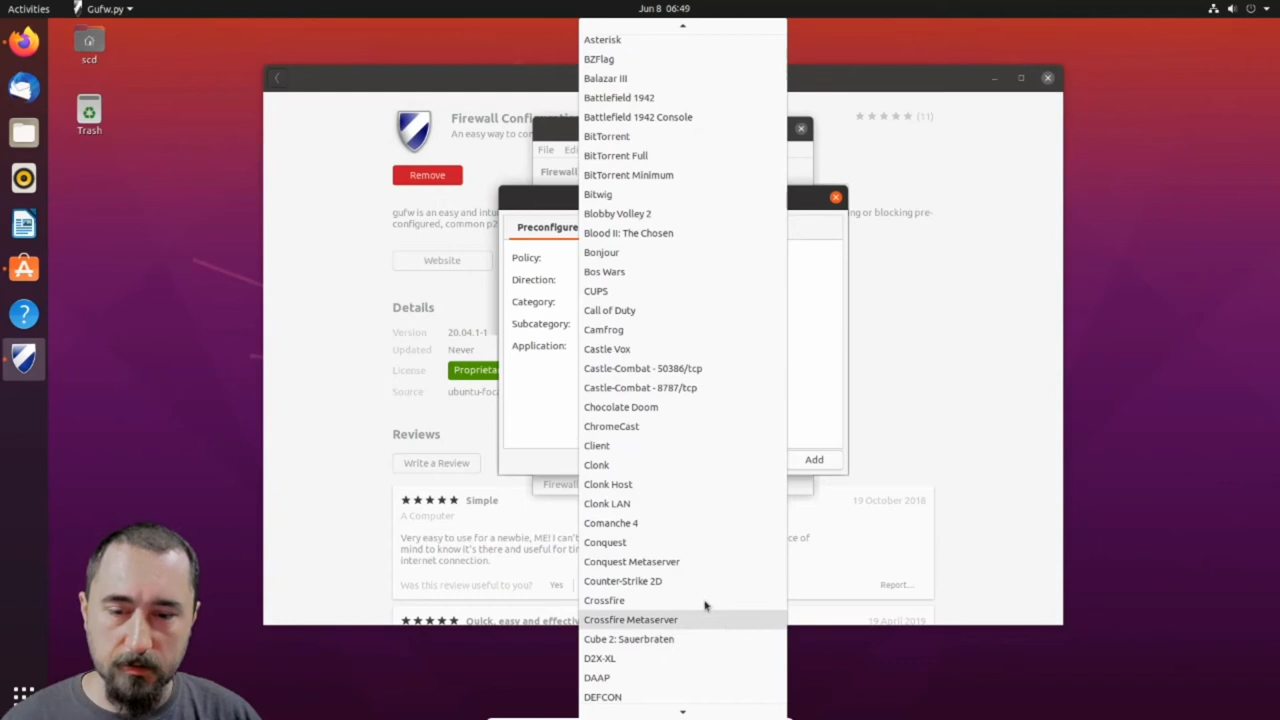 Activities
Gufw.py
Jun 8 06:49
scd
Trash
Firewall Configu
An easy way to con
(11)
Remove
gufw is an easy and intu
ng or blocking pre-
configured, common p2
Website
Details
Version 20.04.1-1
Updated Never
License Proprieta
Source ubuntu-foc
Reviews
Write a Review
Simple
19 October 2018
A Computer
Very easy to use for a newbie, ME! I can't
ce of
mind to know it's there and useful for tin
internet connection.
Was this review useful to you? Yes
Report...
Quick, easy and effectiv
19 April 2019
File Edi
Firewall
Firewal
Preconfigure
Policy:
Direction:
Category:
Subcategory:
Application:
Add
Asterisk
BZFlag
Balazar III
Battlefield 1942
Battlefield 1942 Console
BitTorrent
BitTorrent Full
BitTorrent Minimum
Bitwig
Blobby Volley 2
Blood II: The Chosen
Bonjour
Bos Wars
CUPS
Call of Duty
Camfrog
Castle Vox
Castle-Combat - 50386/tcp
Castle-Combat - 8787/tcp
Chocolate Doom
ChromeCast
Client
Clonk
Clonk Host
Clonk LAN
Comanche 4
Conquest
Conquest Metaserver
Counter-Strike 2D
Crossfire
Crossfire Metaserver
Cube 2: Sauerbraten
D2X-XL
DAAP
DEFCON